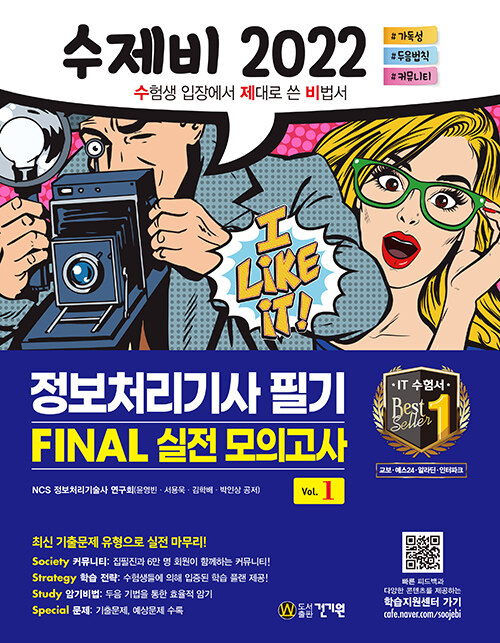 수제비 2022
#가독성
#두음법칙
#커뮤니티
수험생 입장에서 제대로 쓴 비법서
I
LIKE
IT!
정보처리기사 필기
FINAL 실전 모의고사
IT 수험서
Best
Seller
1
교보·예스24·알라딘·인터파크
NCS 정보처리기술사 연구회(윤영빈·서용욱·김학배·박인상 공저)
Vol. 1
최신 기출문제 유형으로 실전 마무리!
Society 커뮤니티: 집필진과 6만 명 회원이 함께하는 커뮤니티!
Strategy 학습 전략: 수험생들에 의해 입증된 학습 플랜 제공!
Study 암기비법: 두음 기법을 통한 효율적 암기
Special 문제: 기출문제, 예상문제 수록
W 도서출판 건기원
빠른 피드백과
다양한 콘텐츠를 제공하는
학습지원센터 가기
cafe.naver.com/soojebi